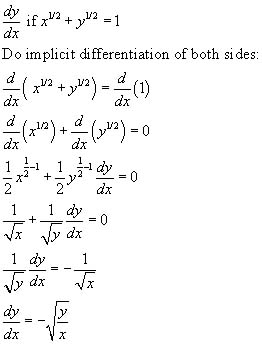 dy/dx if x^{1/2} + y^{1/2} = 1
Do implicit differentiation of both sides:
d/dx ( x^{1/2} + y^{1/2} ) = d/dx (1)
d/dx (x^{1/2}) + d/dx (y^{1/2}) = 0
1/2 x^{1/2 - 1} + 1/2 y^{1/2 - 1} dy/dx = 0
1/√x + 1/√y dy/dx = 0
1/√y dy/dx = - 1/√x
dy/dx = -√(y/x)